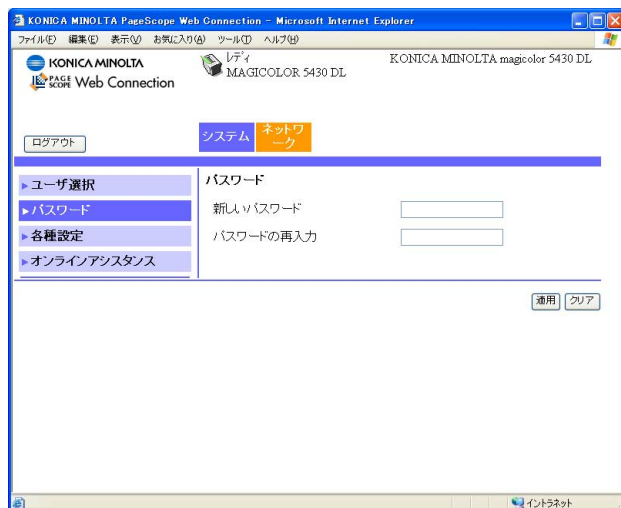 KONICA MINOLTA PageScope Web Connection - Microsoft Internet Explorer
ファイル(F) 編集(E) 表示(V) お気に入り(A) ツール(T) ヘルプ(H)
KONICA MINOLTA
PAGE SCOPE Web Connection
レディ
MAGICOLOR 5430 DL
KONICA MINOLTA magicolor 5430 DL
ログアウト
システム
ネットワ
ーク
ユーザ選択
パスワード
各種設定
オンラインアシスタンス
パスワード
新しいパスワード
パスワードの再入力
適用 クリア
イントラネット